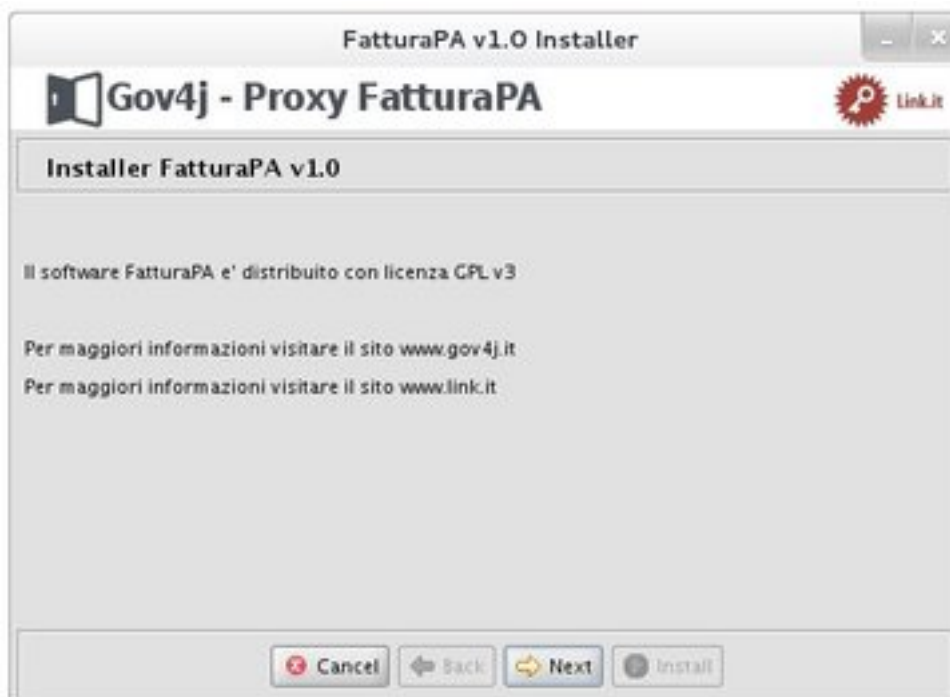 FatturaPA v1.0 Installer
Gov4j - Proxy FatturaPA
Link.it
Installer FatturaPA v1.0
Il software FatturaPA e' distribuito con licenza GPL v3
Per maggiori informazioni visitare il sito www.gov4j.it
Per maggiori informazioni visitare il sito www.link.it
Cancel Back Next Install